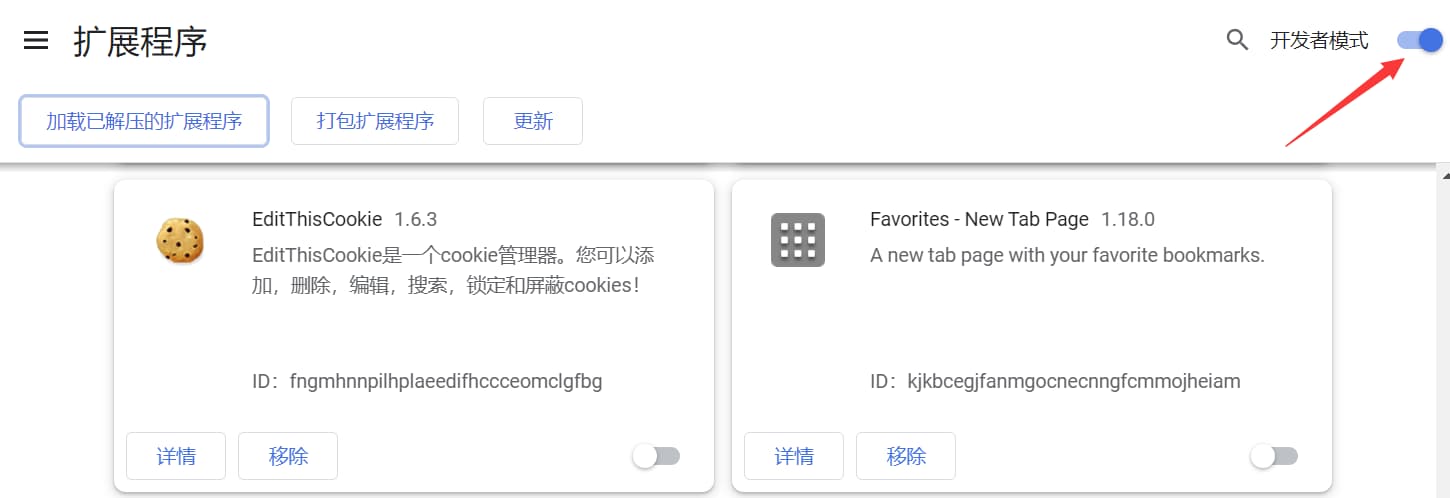 扩展程序
开发者模式
加载已解压的扩展程序
打包扩展程序
更新
EditThisCookie 1.6.3
EditThisCookie是一个cookie管理器。您可以添
加，删除，编辑，搜索，锁定和屏蔽cookies！
ID：fngmhnnpilhplaeedifhccceomclgfbg
详情
移除
Favorites - New Tab Page 1.18.0
A new tab page with your favorite bookmarks.
ID：kjkbcegjfanmgocnecnngfcmmojheiam
详情
移除